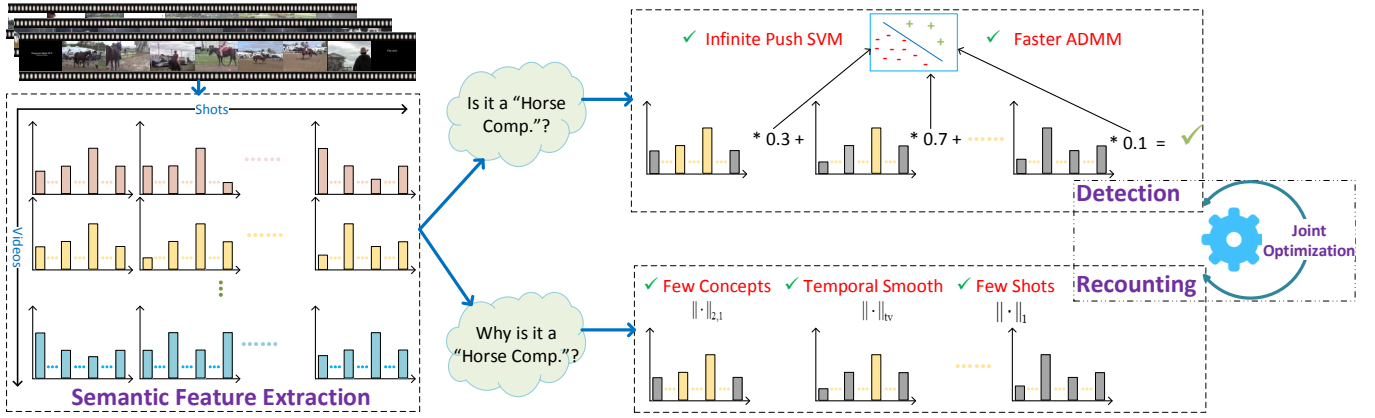 Shots
Videos
Semantic Feature Extraction
Is it a “Horse
Comp.”?
Why is it a
“Horse Comp.”?
✓ Infinite Push SVM
✓ Faster ADMM
* 0.3 +
* 0.7 +
* 0.1 = ✓
Detection
Joint
Optimization
Recounting
✓ Few Concepts
✓ Temporal Smooth
✓ Few Shots
‖·‖2,1
‖·‖tv
‖·‖1